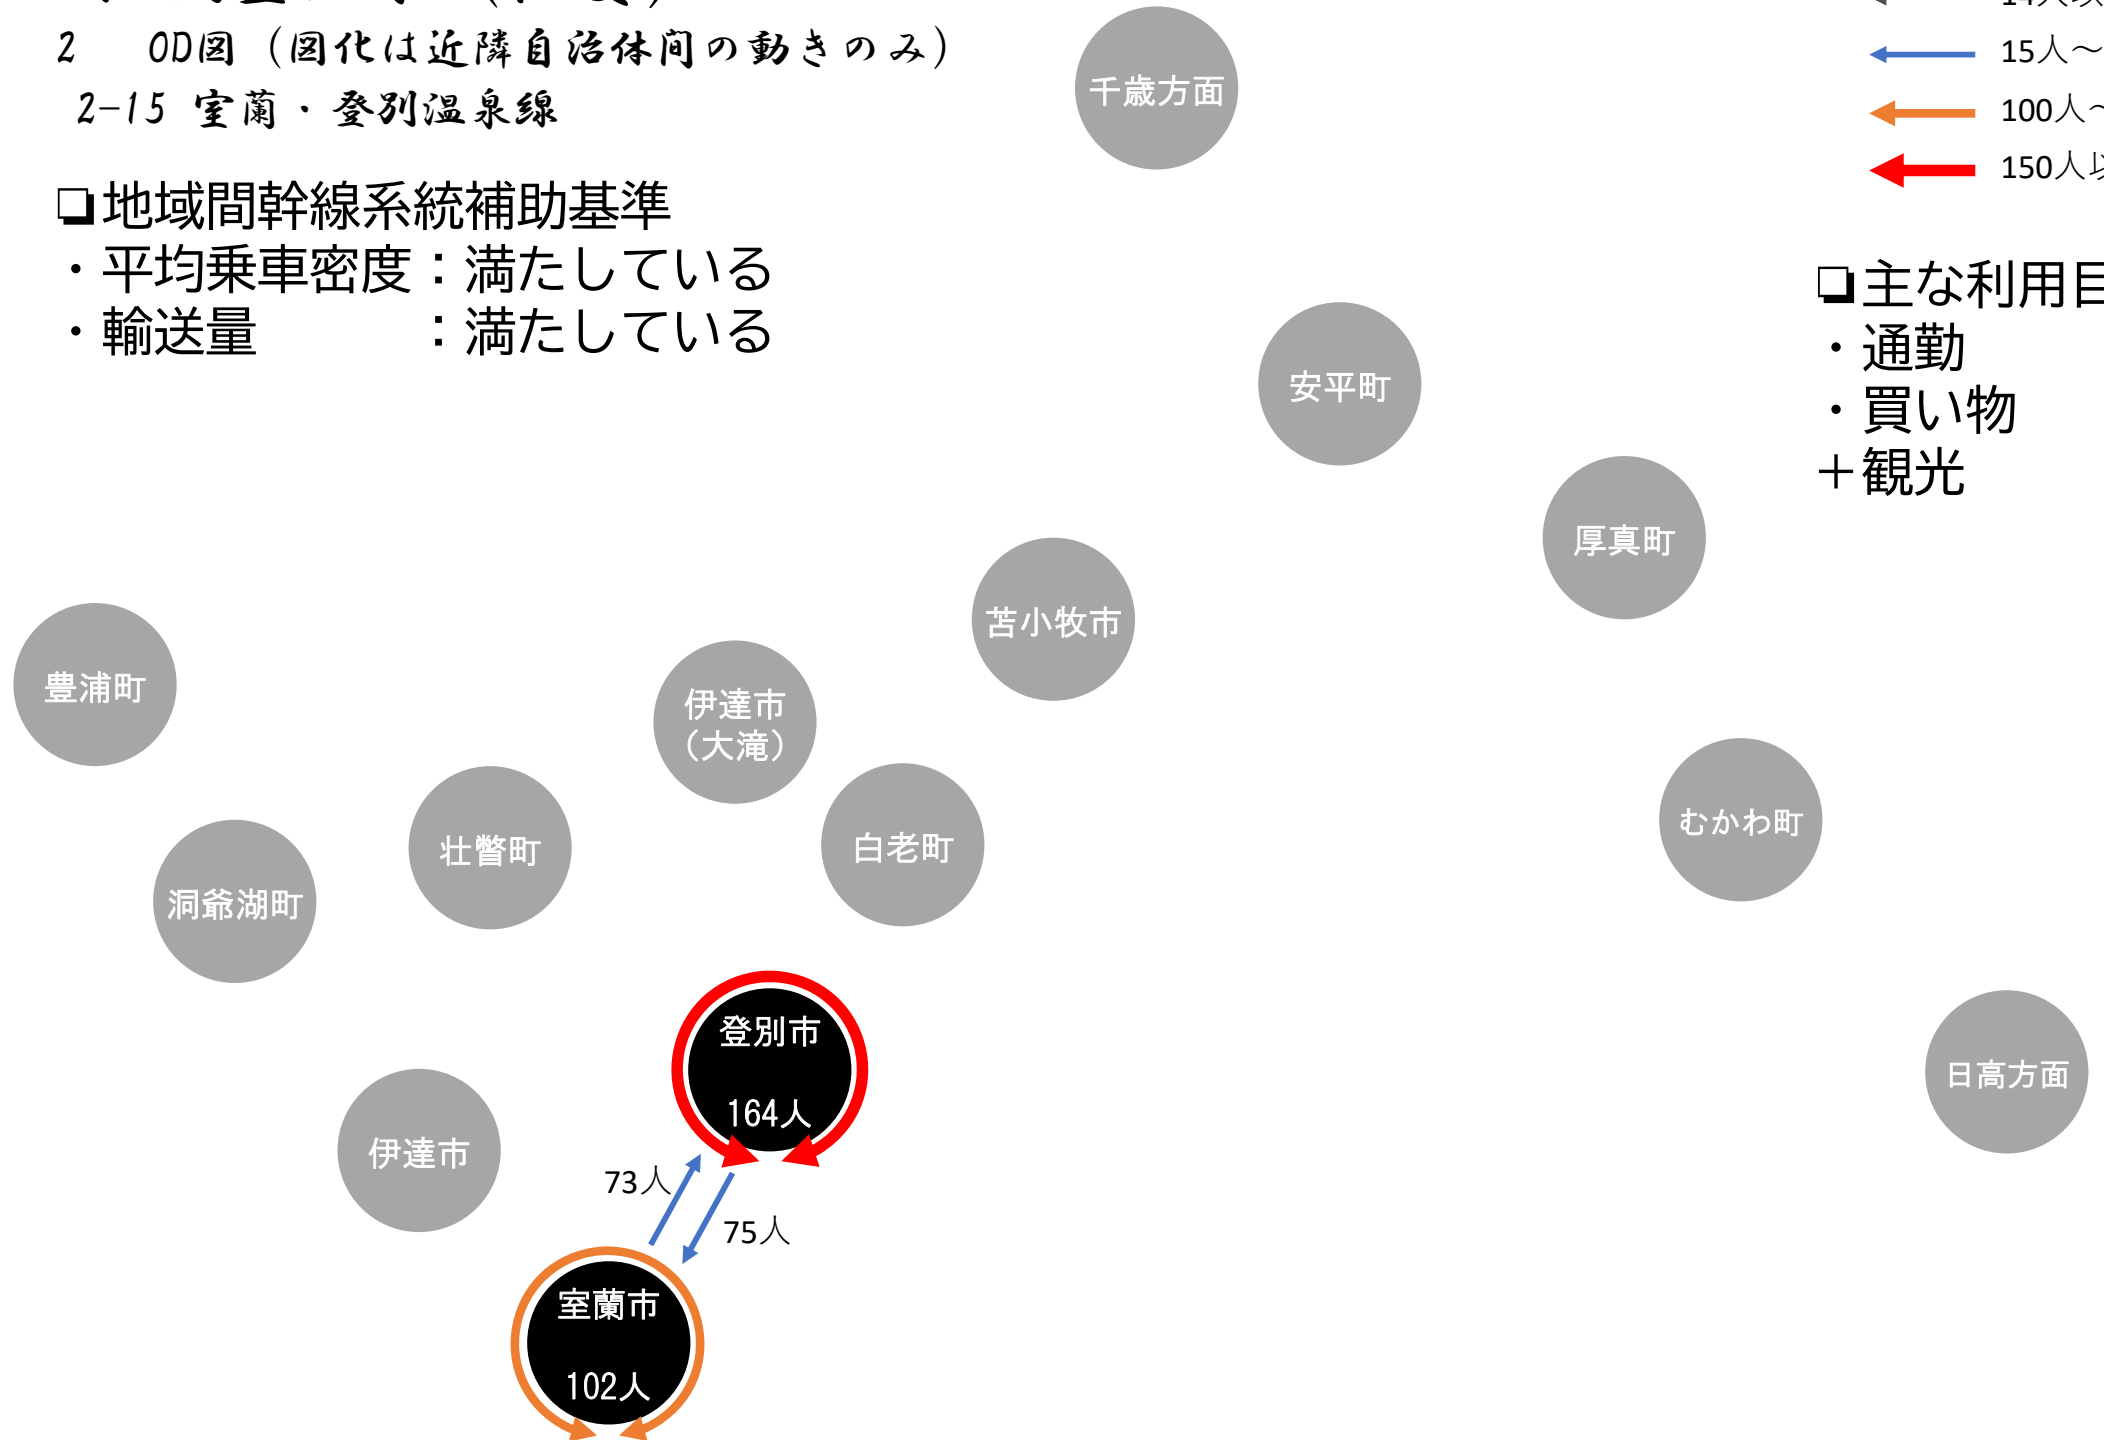 2　OD図（図化は近隣自治体間の動きのみ）
2-15 室蘭・登別温泉線
❏地域間幹線系統補助基準
・平均乗車密度：満たしている
・輸送量　　　：満たしている
15人～
100人～
150人以
❏主な利用目
・通勤
・買い物
＋観光
千歳方面
安平町
厚真町
苫小牧市
豊浦町
伊達市
（大滝）
むかわ町
壮瞥町
白老町
洞爺湖町
登別市
164人
日高方面
伊達市
73人
75人
室蘭市
102人